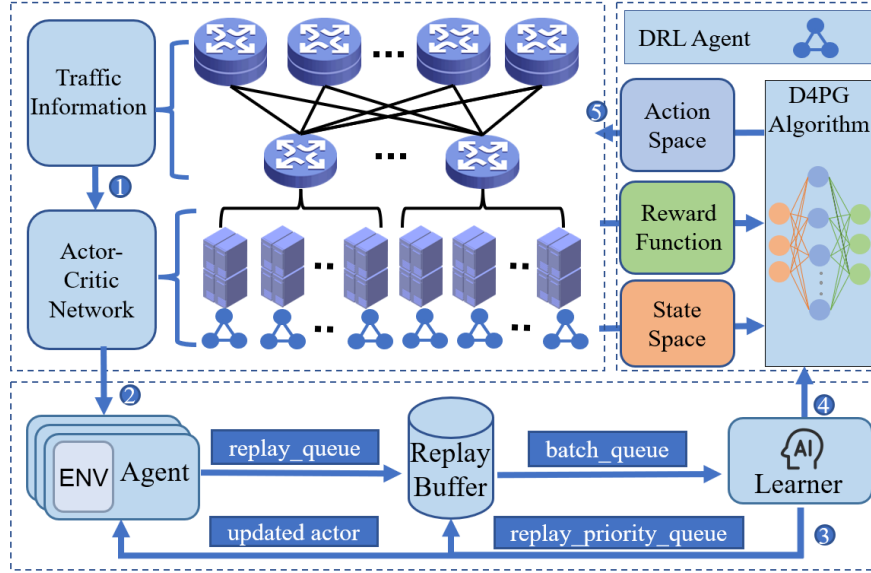 Traffic
Information
1
Actor-
Critic
Network
2
DRL Agent
5
Action
Space
D4PG
Algorithm
Reward
Function
State
Space
4
ENV
Agent
replay_queue
Replay
Buffer
batch_queue
AI
Learner
updated actor
replay_priority_queue
3